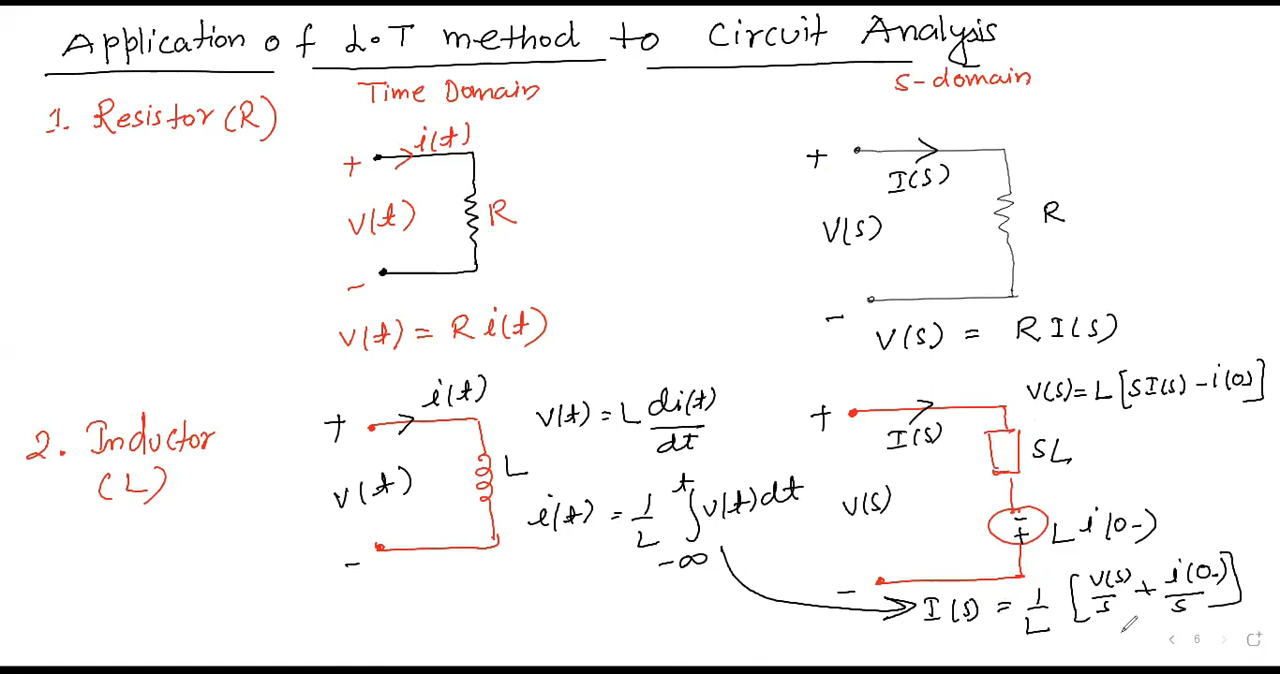 Application of L.T method to Circuit Analysis
Time Domain
S-domain
1. Resistor (R)
i(t)
+
V(t)
R
-
V(t) = R i(t)
+
I(S)
V(S)
R
-
V(S) = R I(S)
2. Inductor
(L)
i(t)
+
V(t)
L
-
V(t) = L di(t)/dt
i(t) = 1/L ∫ -∞ t V(t) dt
V(S) = L [SI(S) - i(0-)]
+
I(S)
SL
V(S)
- +
L i(0-)
-
I(S) = 1/L [V(S)/S + i(0-)/S]
6